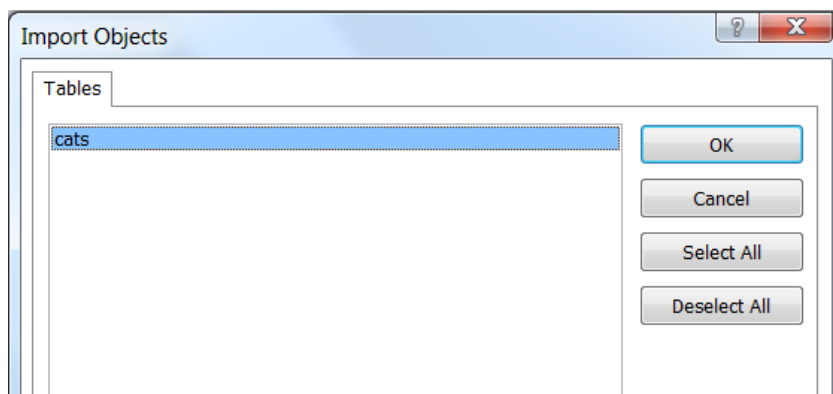 Import Objects
Tables
cats
OK
Cancel
Select All
Deselect All